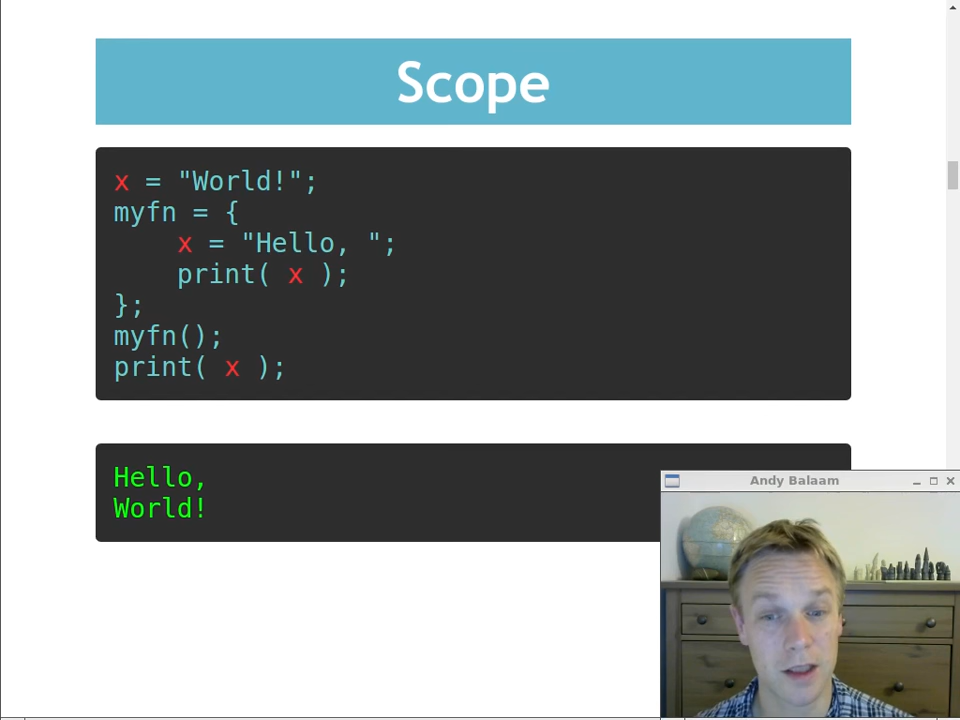 Scope
x = "World!";
myfn = {
    x = "Hello, ";
    print( x );
};
myfn();
print( x );
Hello,
World!
Andy Balaam